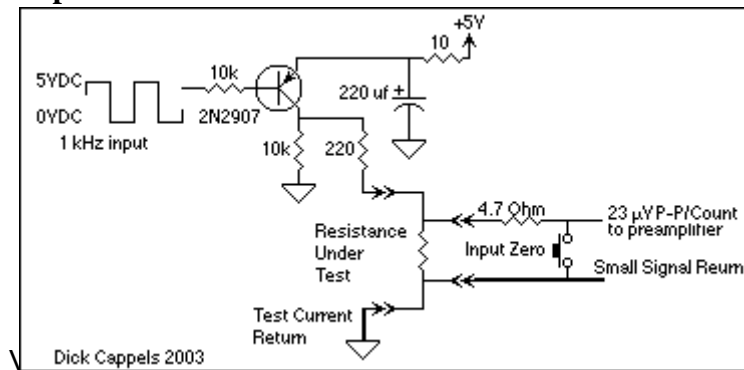 +5V
10
10k
5VDC
220 uf +
0VDC
2N2907
1 kHz input
10k
220
4.7 Ohm
23 µV P-P/Count
to preamplifier
Resistance
Under
Test
Input Zero
Small Signal Reurn
Test Current
Return
\
Dick Cappels 2003